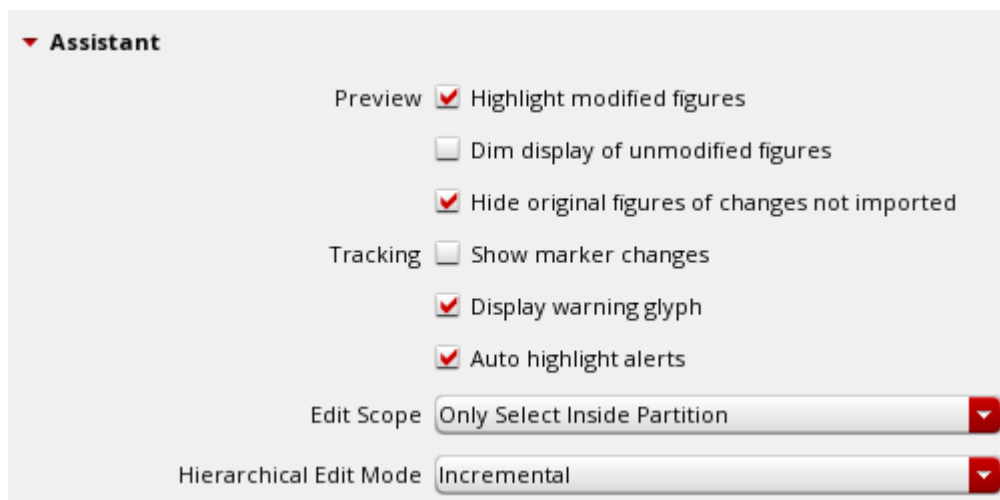 Assistant
Preview Highlight modified figures
Dim display of unmodified figures
Hide original figures of changes not imported
Tracking Show marker changes
Display warning glyph
Auto highlight alerts
Edit Scope Only Select Inside Partition
Hierarchical Edit Mode Incremental